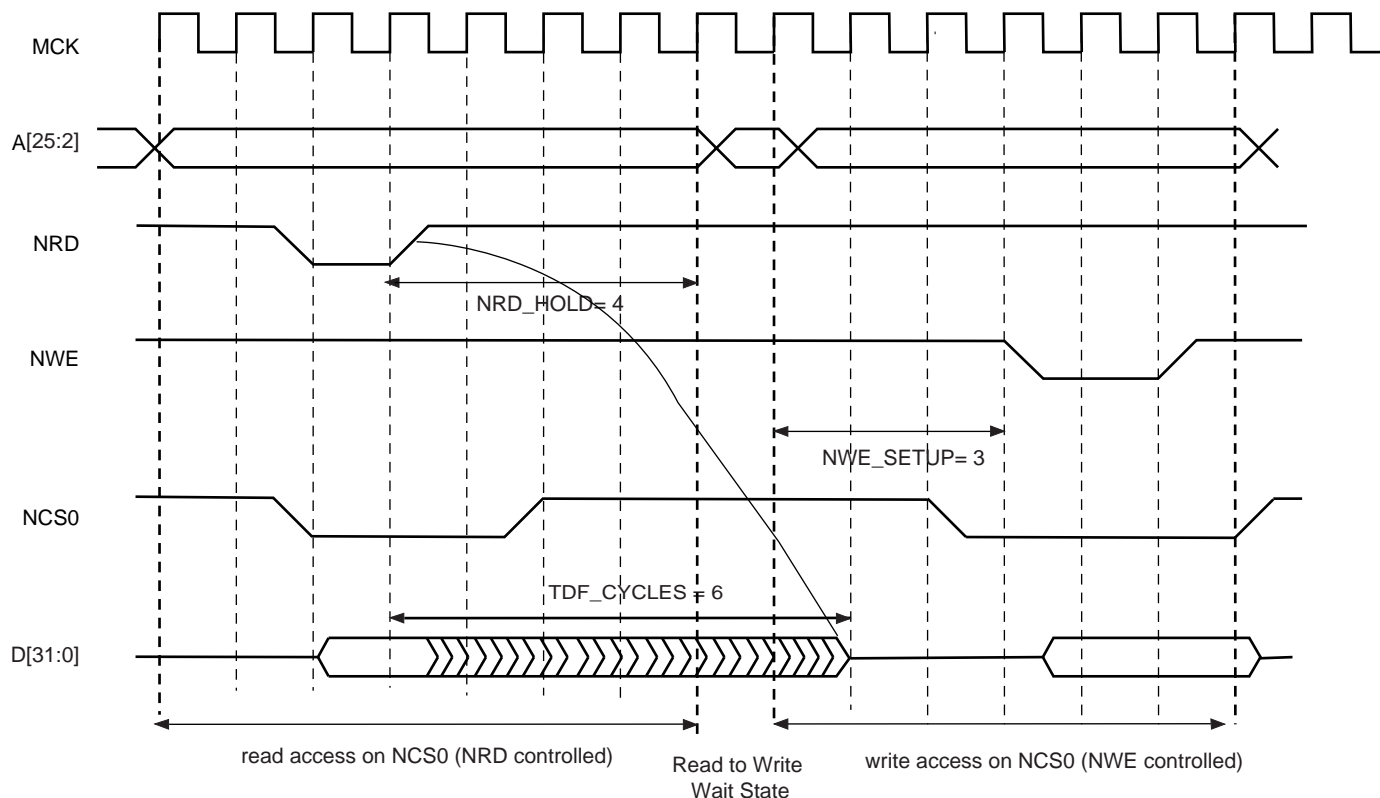 MCK
A[25:2]
NRD
NRD_HOLD= 4
NWE
NWE_SETUP= 3
NCS0
TDF_CYCLES = 6
D[31:0]
read access on NCS0 (NRD controlled)
Read to Write
Wait State
write access on NCS0 (NWE controlled)